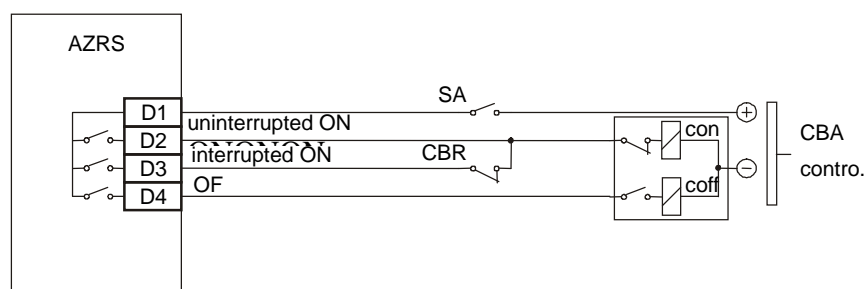 AZRS
D1
SA
+
uninterrupted ON
D2
con
CBA
interrupted ON
CBR
D3
−
contro.
OF
D4
coff